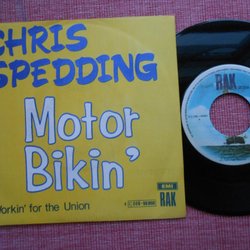 CHRIS
SPEDDING
Motor
Bikin'
Workin' for the Union
EMI
RAK
RAK